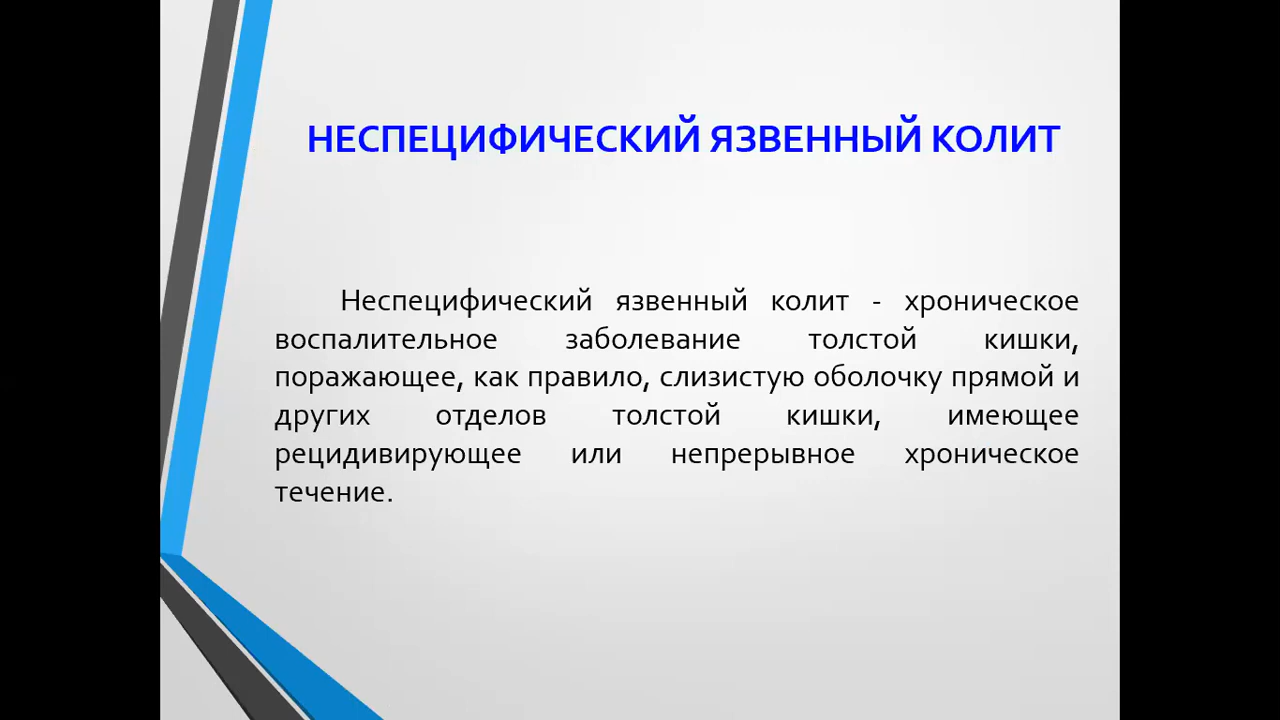 НЕСПЕЦИФИЧЕСКИЙ ЯЗВЕННЫЙ КОЛИТ
Неспецифический язвенный колит - хроническое
воспалительное заболевание толстой кишки,
поражающее, как правило, слизистую оболочку прямой и
других отделов толстой кишки, имеющее
рецидивирующее или непрерывное хроническое
течение.